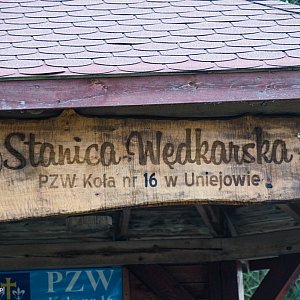 Stanica Wędkarska
PZW Koła nr 16 w Uniejowie
PZW